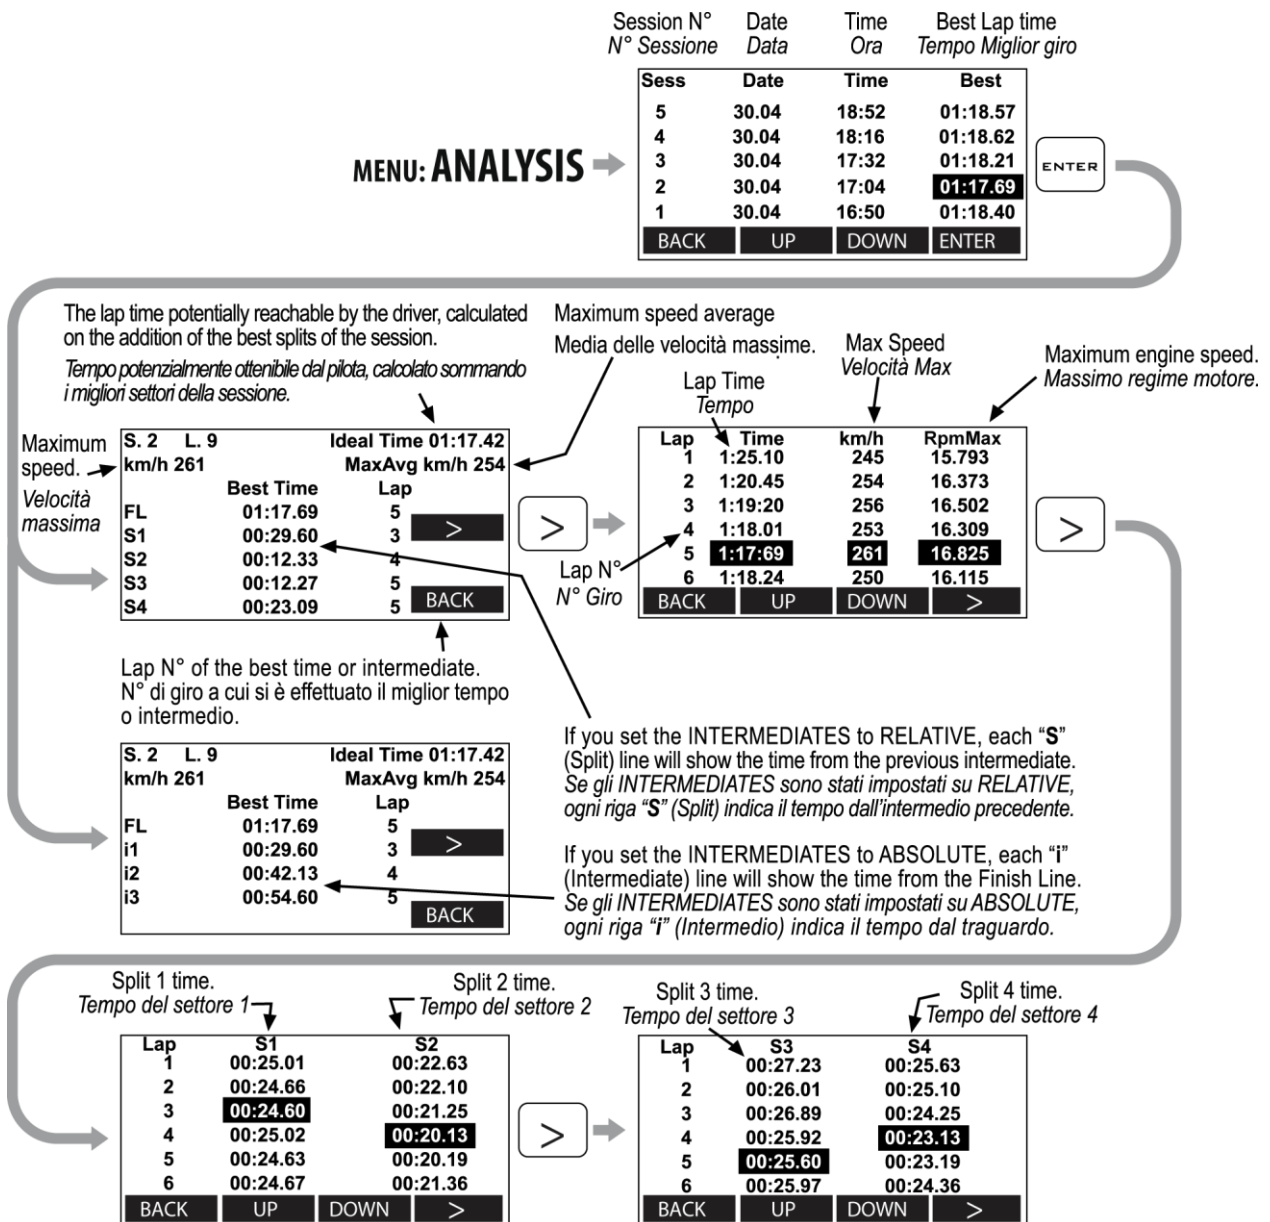 Session N° Date Time Best Lap time
N° Sessione Data Ora Tempo Miglior giro
Sess Date Time Best
5 30.04 18:52 01:18.57
4 30.04 18:16 01:18.62
3 30.04 17:32 01:18.21
2 30.04 17:04 01:17.69
1 30.04 16:50 01:18.40
BACK UP DOWN ENTER
MENU: ANALYSIS
ENTER
The lap time potentially reachable by the driver, calculated
on the addition of the best splits of the session.
Tempo potenzialmente ottenibile dal pilota, calcolato sommando
i migliori settori della sessione.
Maximum speed average
Media delle velocità massime.
Lap Time
Tempo
Max Speed
Velocità Max
Maximum engine speed.
Massimo regime motore.
Maximum
speed.
Velocità
massima
S. 2 L. 9 Ideal Time 01:17.42
km/h 261 MaxAvg km/h 254
Best Time Lap
FL 01:17.69 5
S1 00:29.60 3 >
S2 00:12.33 4
S3 00:12.27 5
S4 00:23.09 5 BACK
>
Lap Time km/h RpmMax
1 1:25.10 245 15.793
2 1:20.45 254 16.373
3 1:19:20 256 16.502
4 1:18.01 253 16.309
5 1:17:69 261 16.825
6 1:18.24 250 16.115
BACK UP DOWN >
Lap N°
N° Giro
>
Lap N° of the best time or intermediate.
N° di giro a cui si è effettuato il miglior tempo
o intermedio.
S. 2 L. 9 Ideal Time 01:17.42
km/h 261 MaxAvg km/h 254
Best Time Lap
FL 01:17.69 5
i1 00:29.60 3 >
i2 00:42.13 4
i3 00:54.60 5
BACK
If you set the INTERMEDIATES to RELATIVE, each “S”
(Split) line will show the time from the previous intermediate.
Se gli INTERMEDIATES sono stati impostati su RELATIVE,
ogni riga “S” (Split) indica il tempo dall’intermedio precedente.
If you set the INTERMEDIATES to ABSOLUTE, each “i”
(Intermediate) line will show the time from the Finish Line.
Se gli INTERMEDIATES sono stati impostati su ABSOLUTE,
ogni riga “i” (Intermedio) indica il tempo dal traguardo.
Split 1 time.
Tempo del settore 1
Split 2 time.
Tempo del settore 2
Lap S1 S2
1 00:25.01 00:22.63
2 00:24.66 00:22.10
3 00:24.60 00:21.25
4 00:25.02 00:20.13
5 00:24.63 00:20.19
6 00:24.67 00:21.36
BACK UP DOWN >
>
Split 3 time.
Tempo del settore 3
Split 4 time.
Tempo del settore 4
Lap S3 S4
1 00:27.23 00:25.63
2 00:26.01 00:25.10
3 00:26.89 00:24.25
4 00:25.92 00:23.13
5 00:25.60 00:23.19
6 00:25.97 00:24.36
BACK UP DOWN >